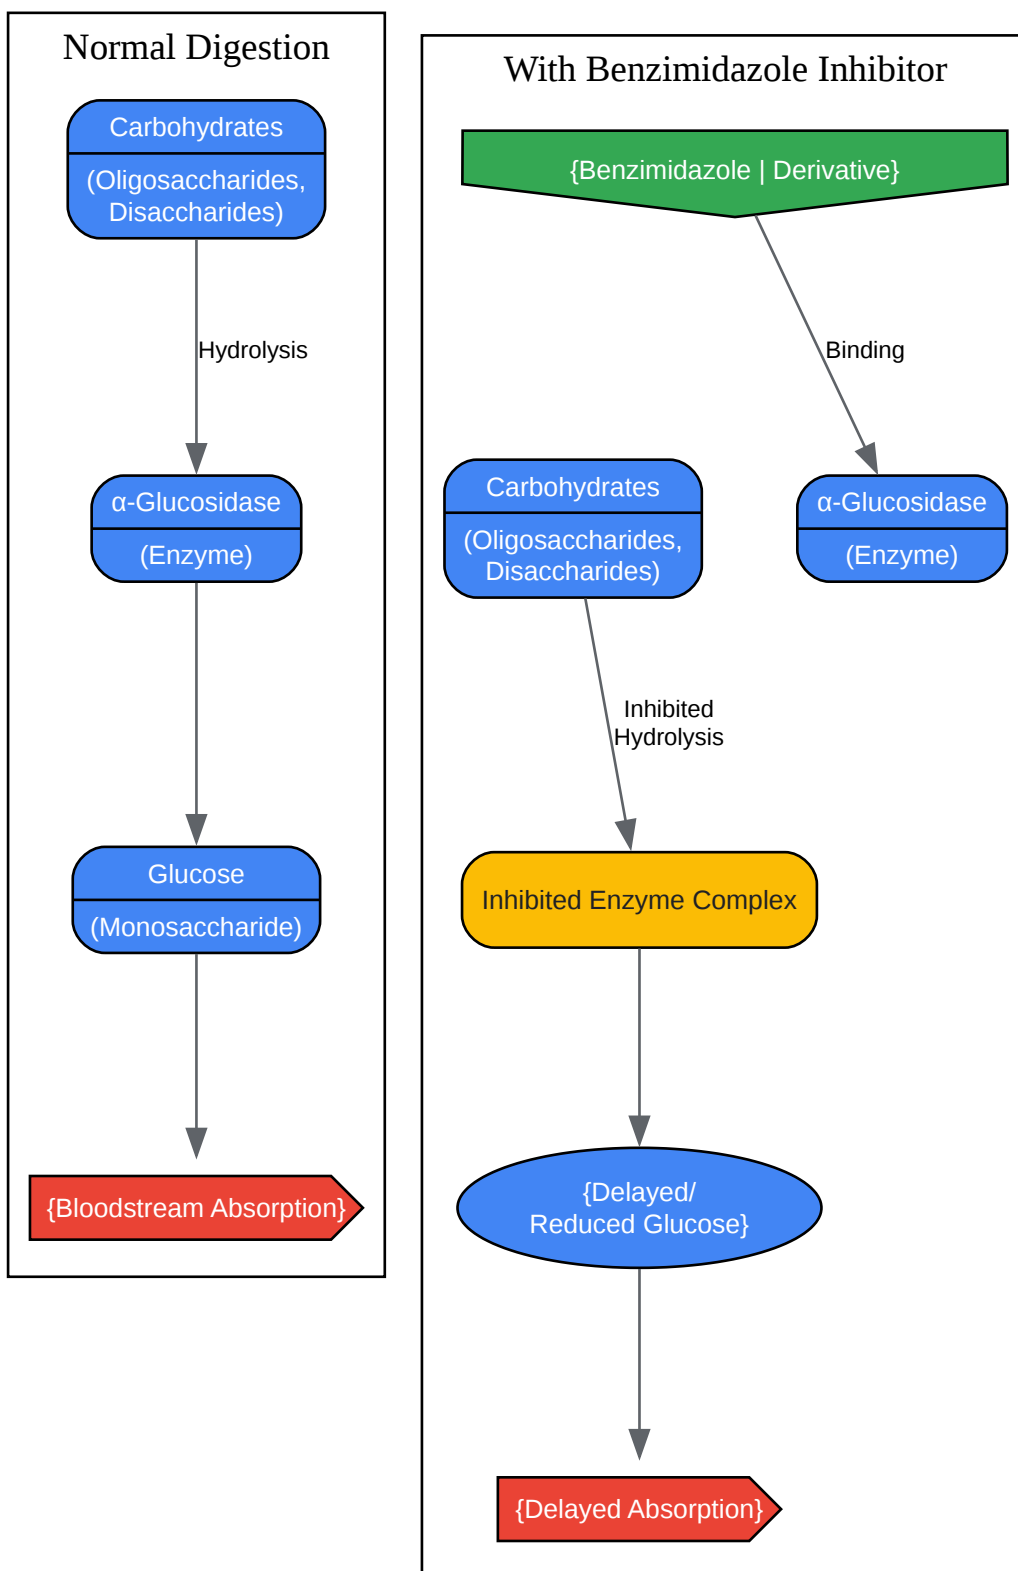 Normal Digestion
Carbohydrates
(Oligosaccharides,
Disaccharides)
Hydrolysis
α-Glucosidase
(Enzyme)
Glucose
(Monosaccharide)
{Bloodstream Absorption}
With Benzimidazole Inhibitor
{Benzimidazole | Derivative}
Binding
Carbohydrates
(Oligosaccharides,
Disaccharides)
α-Glucosidase
(Enzyme)
Inhibited
Hydrolysis
Inhibited Enzyme Complex
{Delayed/
Reduced Glucose}
{Delayed Absorption}